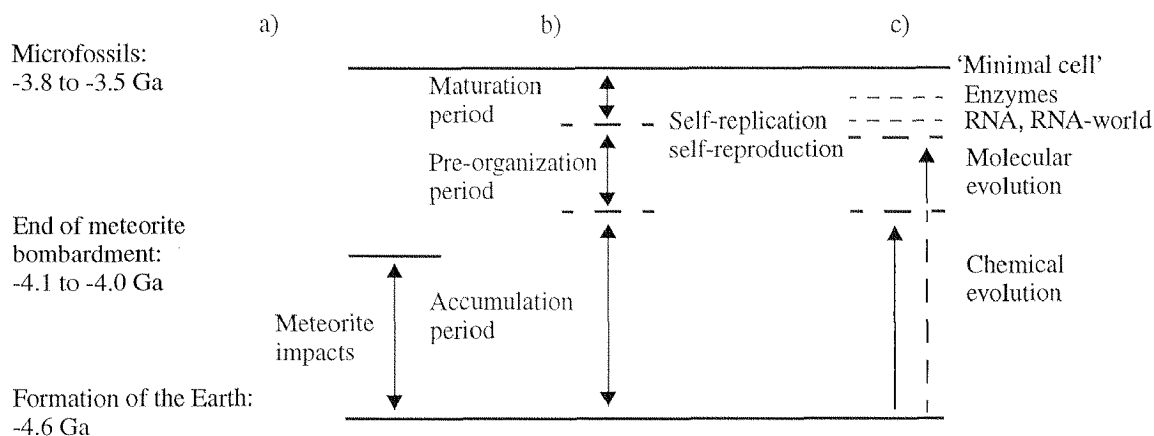 a)
b)
c)
Microfossils:
-3.8 to -3.5 Ga
'Minimal cell'
Maturation
period
Enzymes
RNA, RNA-world
Self-replication
self-reproduction
Pre-organization
period
Molecular
evolution
End of meteorite
bombardment:
-4.1 to -4.0 Ga
Chemical
evolution
Accumulation
period
Meteorite
impacts
Formation of the Earth:
-4.6 Ga